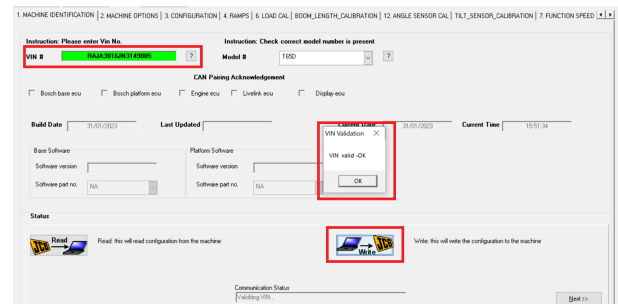 1. MACHINE IDENTIFICATION | 2. MACHINE OPTIONS | 3. CONFIGURATION | 4. RAMPS | 6. LOAD CAL | BOOM_LENGTH_CALIBRATION | 12. ANGLE SENSOR CAL | TILT_SENSOR_CALIBRATION | 7. FUNCTION SPEED
Instruction: Please enter Vin No. Instruction: Check correct model number is present
VIN # RAJA3015JN3149005 ? Model # T65D ?
CAN Pairing Acknowledgement
Bosch base ecu Bosch platform ecu Engine ecu Livelink ecu Display ecu
Build Date 31/01/2023 Last Updated Current Date 31/01/2023 Current Time 15:51:34
VIN Validation
VIN valid -OK
OK
Base Software Platform Software
Software version Software version
Software part no. NA Software part no. NA
Status
JCB Read Read: this will read configuration from the machine Write JCB Write: this will write the configuration to the machine
Communication Status
Validting VIN...
Next >>